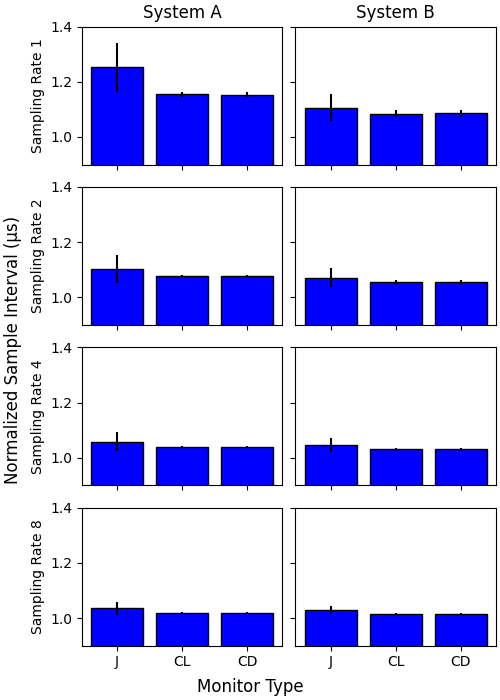 System A
System B
Normalized Sample Interval (µs)
Sampling Rate 1
1.4
1.2
1.0
Sampling Rate 2
1.4
1.2
1.0
Sampling Rate 4
1.4
1.2
1.0
Sampling Rate 8
1.4
1.2
1.0
J CL CD J CL CD
Monitor Type